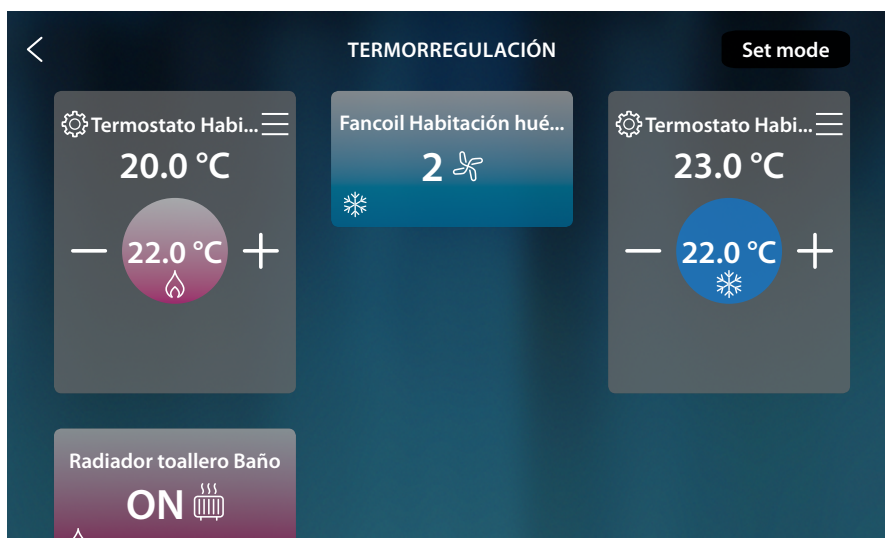 TERMORREGULACIÓN
Set mode
Termostato Habi...
20.0 °C
22.0 °C
Fancoil Habitación hué...
2
Termostato Habi...
23.0 °C
22.0 °C
Radiador toallero Baño
ON